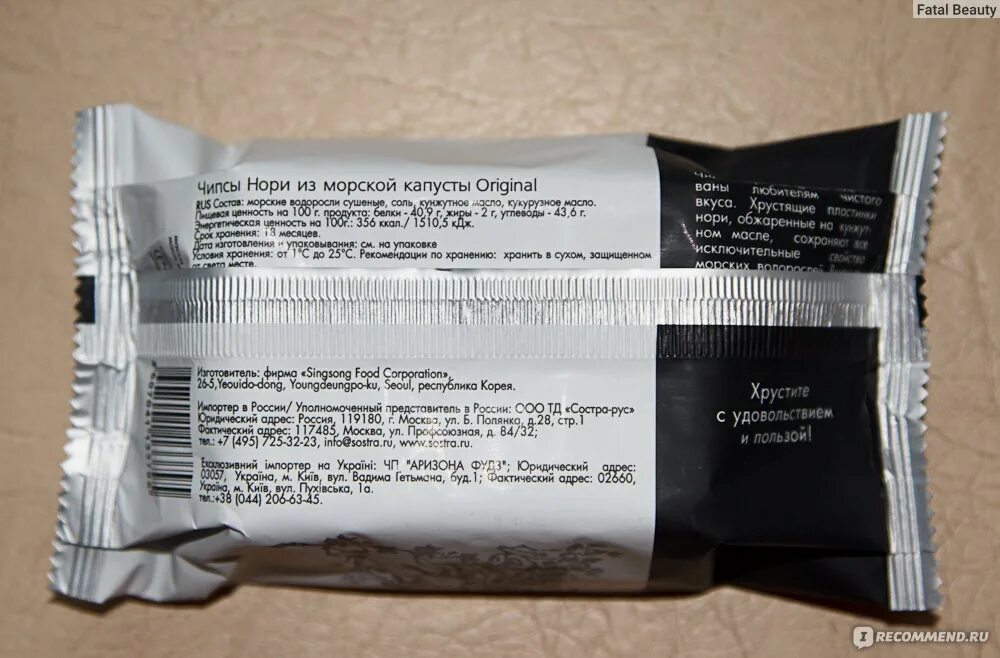 Fatal Beauty
Чипсы Нори из морской капусты Original
RUS Состав: морские водоросли сушеные, соль, кунжутное масло, кукурузное масло.
Пищевая ценность на 100 г. продукта: белки - 40,9 г, жиры - 2 г, углеводы - 43,6 г.
Энергетическая ценность на 100г.: 356 ккал./ 1510,5 кДж.
Срок хранения: 18 месяцев.
Дата изготовления и упаковывания: см. на упаковке
Условия хранения: от 1°С до 25°С. Рекомендации по хранению: хранить в сухом, защищенном
от света месте.
ваны любителям чистого
вкуса. Хрустящие пластинки
нори, обжаренные на кунжут-
ном масле, сохраняют все
исключительные свойства
морских водорослей.
Изготовитель: фирма «Singsong Food Corporation»,
26-5,Yeouido-dong, Youngdeungpo-ku, Seoul, республика Корея.
Импортер в России/ Уполномоченный представитель в России: ООО ТД «Состра-рус»
Юридический адрес: Россия, 119180, г. Москва, ул. Б. Полянка, д.28, стр.1
Фактический адрес: 117485, Москва, ул. Профсоюзная, д. 84/32;
тел.: +7 (495) 725-32-23, info@sostra.ru, www.sostra.ru.
Ексклюзивний імпортер на Україні: ЧП "АРИЗОНА ФУДЗ"; Юридический адрес:
03057, Україна, м. Київ, вул. Вадима Гетьмана, буд.1; Фактический адрес: 02660,
Україна, м. Київ, вул. Пухівська, 1а.
тел.:+38 (044) 206-63-45.
Хрустите
с удовольствием
и пользой!
IRECOMMEND.RU